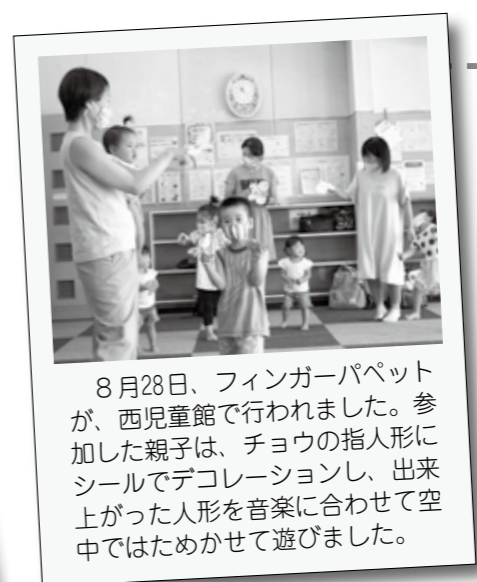 ８月28日、フィンガーパペット
が、西児童館で行われました。参
加した親子は、チョウの指人形に
シールでデコレーションし、出来
上がった人形を音楽に合わせて空
中ではためかせて遊びました。